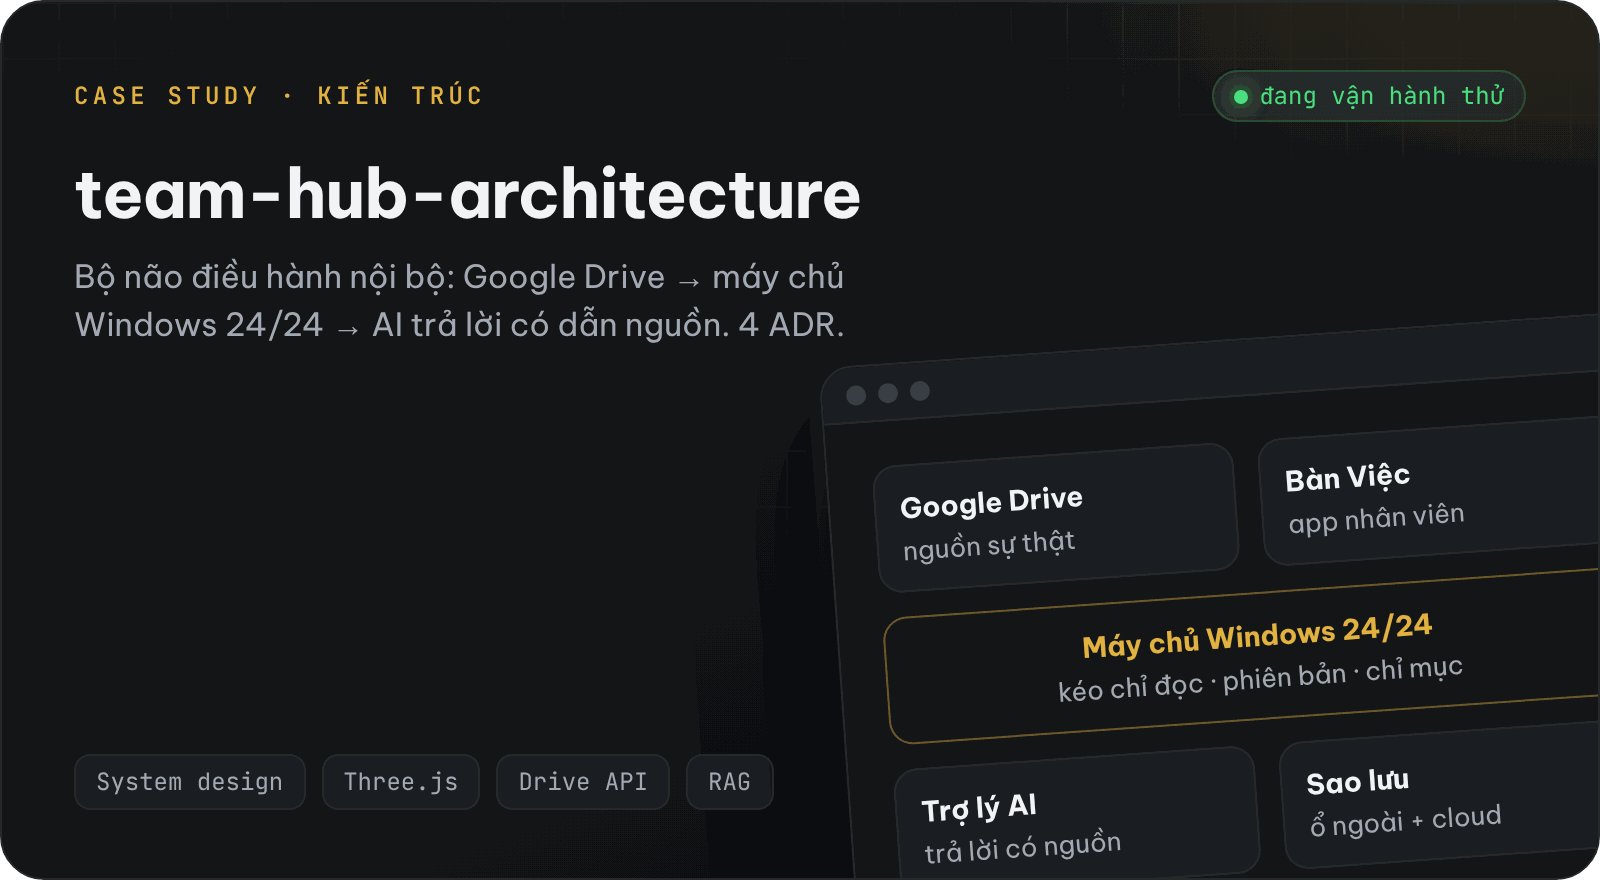 CASE STUDY · KIẾN TRÚC
đang vận hành thử
team-hub-architecture
Bộ não điều hành nội bộ: Google Drive → máy chủ
Windows 24/24 → AI trả lời có dẫn nguồn. 4 ADR.
Google Drive
nguồn sự thật
Bàn Việc
app nhân viên
Máy chủ Windows 24/24
kéo chỉ đọc · phiên bản · chỉ mục
Trợ lý AI
trả lời có nguồn
Sao lưu
ổ ngoài + cloud
System design
Three.js
Drive API
RAG